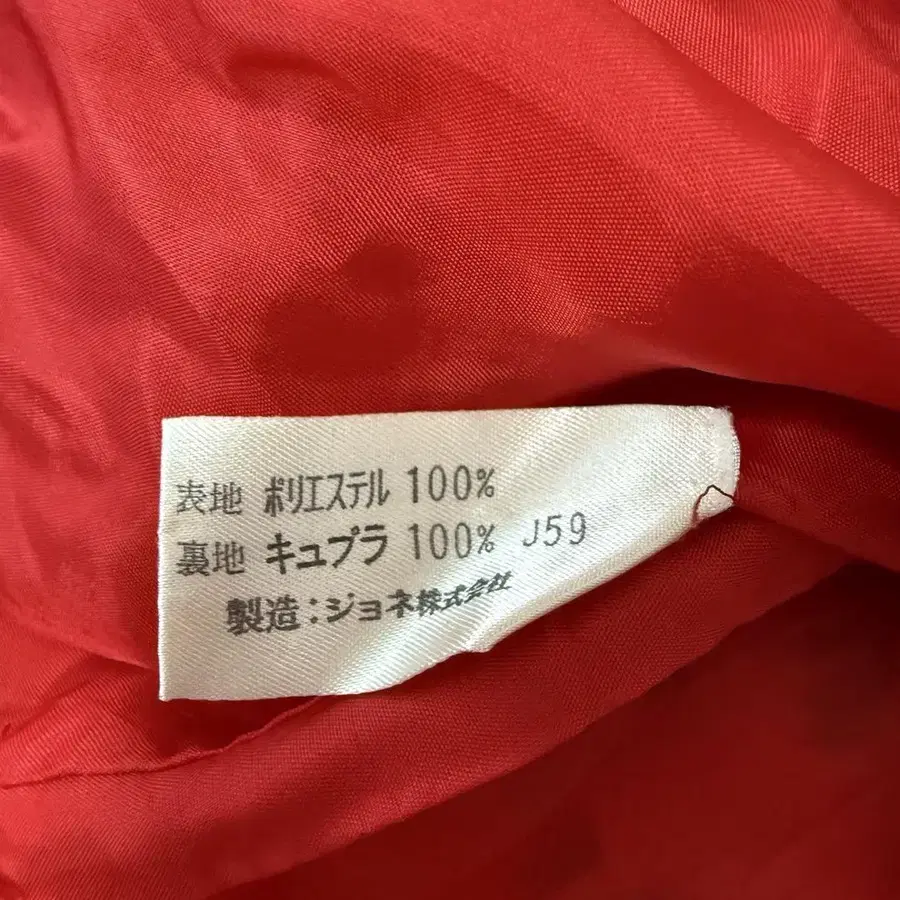 表地 ポリエステル 100%
裏地 キュプラ 100% J59
製造:ジョネ株式会社